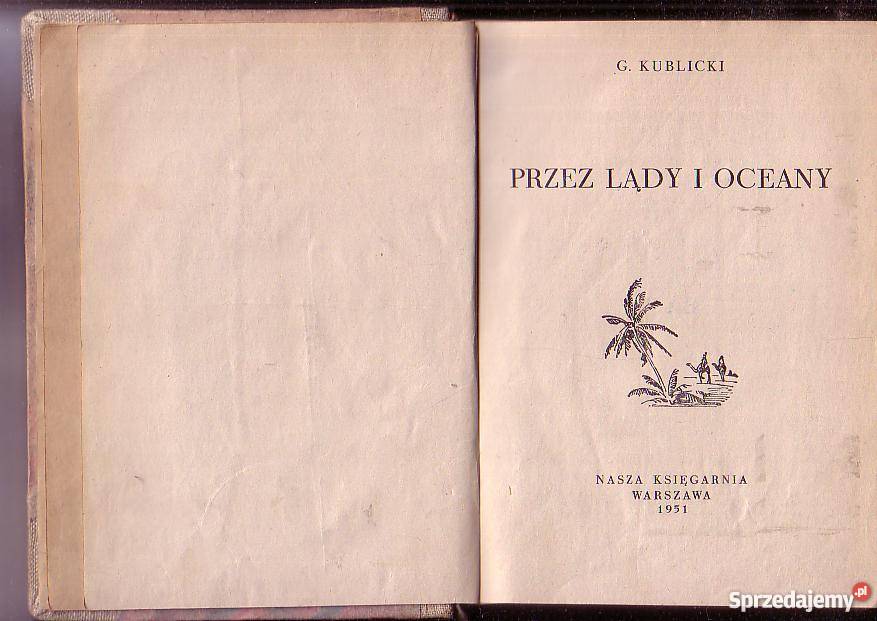 G. KUBLICKI
PRZEZ LĄDY I OCEANY
NASZA KSIĘGARNIA
WARSZAWA
1951
Sprzedajemy.pl